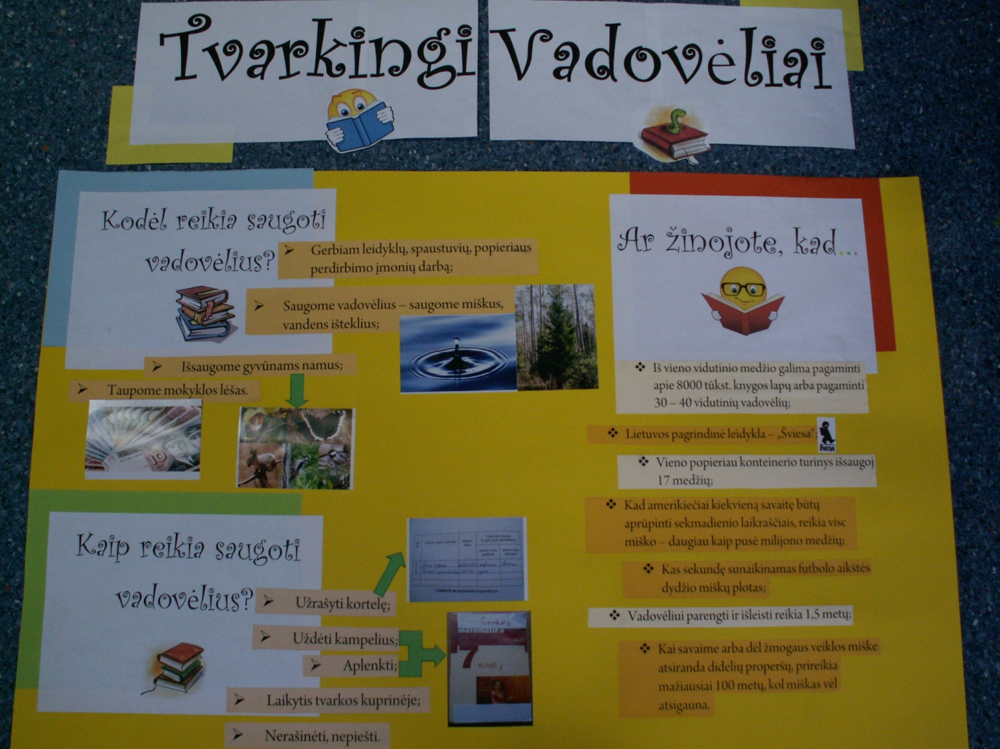 Tvarkingi Vadovėliai
Kodėl reikia saugoti
vadovėlius?
Gerbiam leidyklų, spaustuvių, popieriaus
perdirbimo įmonių darbą;
Saugome vadovėlius – saugome miškus,
vandens išteklius;
Išsaugome gyvūnams namus;
Taupome mokyklos lėšas.
10
Kaip reikia saugoti
vadovėlius?
Užrašyti kortelę;
Uždėti kampelius;
Aplenkti;
Laikytis tvarkos kuprinėje;
Nerašinėti, nepiešti.
Matematika
7
KLASEI
Ar žinojote, kad...
Iš vieno vidutinio medžio galima pagaminti
apie 8000 tūkst. knygos lapų arba pagaminti
30 – 40 vidutinių vadovėlių;
Lietuvos pagrindinė leidykla – „Šviesa“;
ŠVIESA
Vieno popieriau konteinerio turinys išsaugoj
17 medžių;
Kad amerikiečiai kiekvieną savaitę būtų
aprūpinti sekmadienio laikraščiais, reikia visc
miško – daugiau kaip pusė milijono medžių;
Kas sekundę sunaikinamas futbolo aikštės
dydžio miškų plotas;
Vadovėliui parengti ir išleisti reikia 1,5 metų;
Kai savaime arba dėl žmogaus veiklos miške
atsiranda didelių properšų, prireikia
mažiausiai 100 metų, kol miškas vėl
atsigauna.